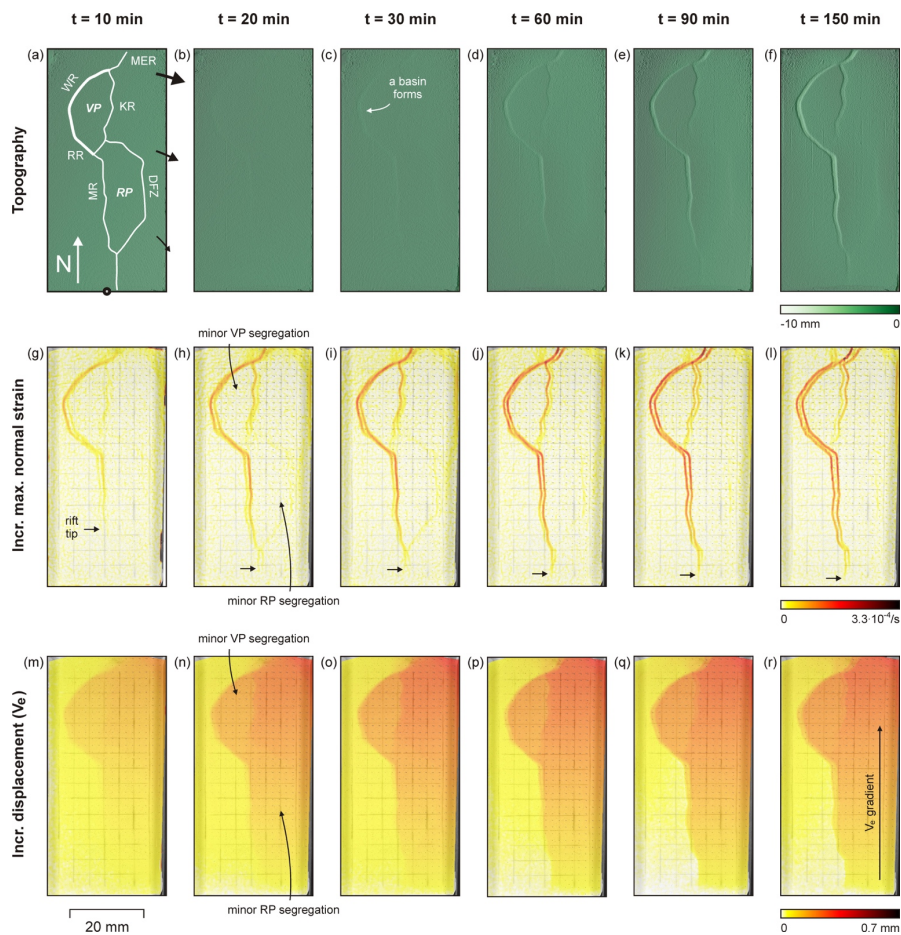 t = 10 min
t = 20 min
t = 30 min
t = 60 min
t = 90 min
t = 150 min
Topography
(a)
MER
WR
VP
KR
RR
MR
RP
DFZ
N
(b)
(c)
a basin
forms
(d)
(e)
(f)
-10 mm 0
Incr. max. normal strain
(g)
rift
tip
(h)
minor VP segregation
minor RP segregation
(i)
(j)
(k)
(l)
0 3.3·10⁻⁴/s
Incr. displacement (Vₑ)
(m)
(n)
minor VP segregation
minor RP segregation
(o)
(p)
(q)
(r)
Vₑ gradient
20 mm
0 0.7 mm